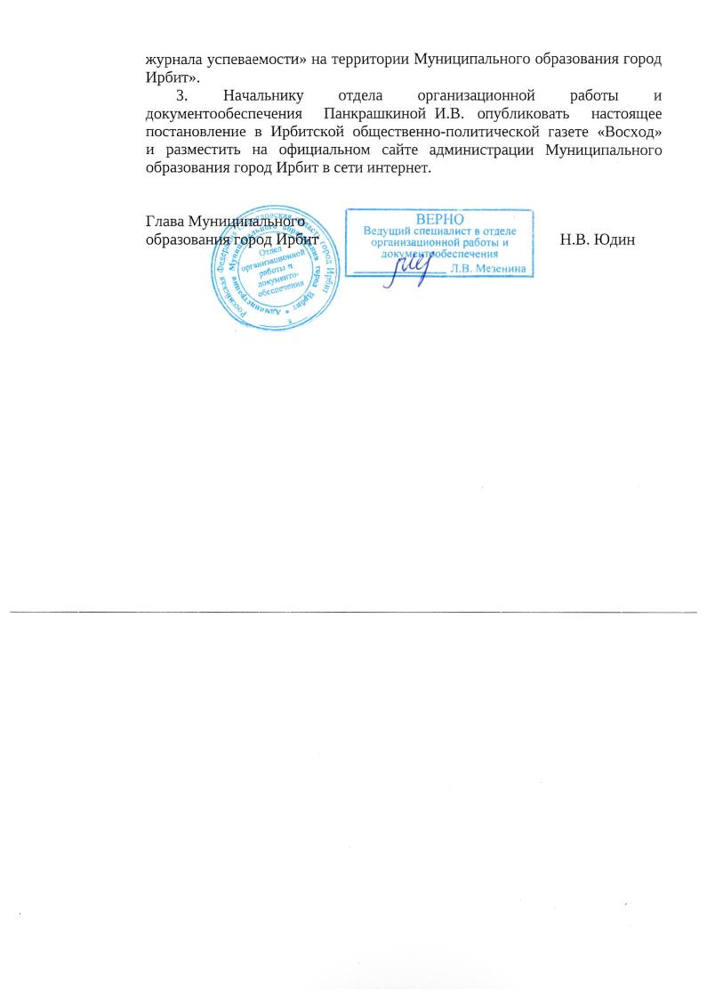 журнала успеваемости» на территории Муниципального образования город
Ирбит».
3. Начальнику отдела организационной работы и
документообеспечения Панкрашкиной И.В. опубликовать настоящее
постановление в Ирбитской общественно-политической газете «Восход»
и разместить на официальном сайте администрации Муниципального
образования город Ирбит в сети интернет.
Глава Муниципального
образования город Ирбит
Н.В. Юдин
Российская Федерация Свердловская область город Ирбит
Администрация Муниципального образования город Ирбит *
Отдел
организационной
работы и
документо-
обеспечения
ВЕРНО
Ведущий специалист в отделе
организационной работы и
документообеспечения
Л.В. Мезенина